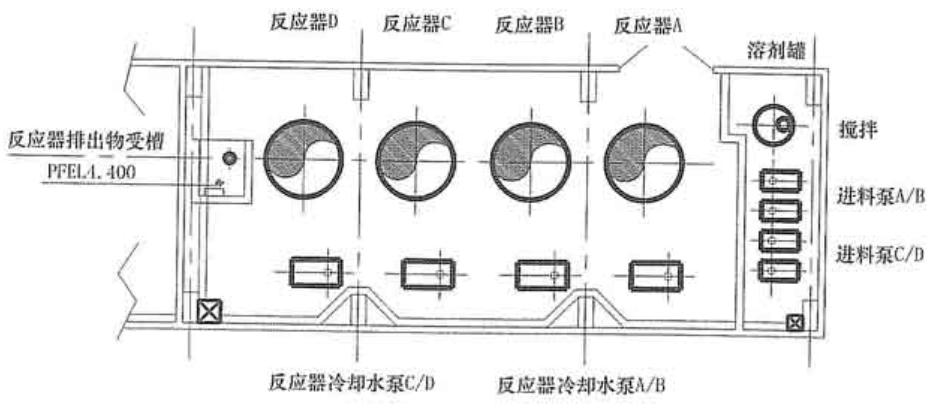 反应器D
反应器C
反应器B
反应器A
溶剂罐
反应器排出物受槽
PFEL4.400
搅拌
进料泵A/B
进料泵C/D
反应器冷却水泵C/D
反应器冷却水泵A/B